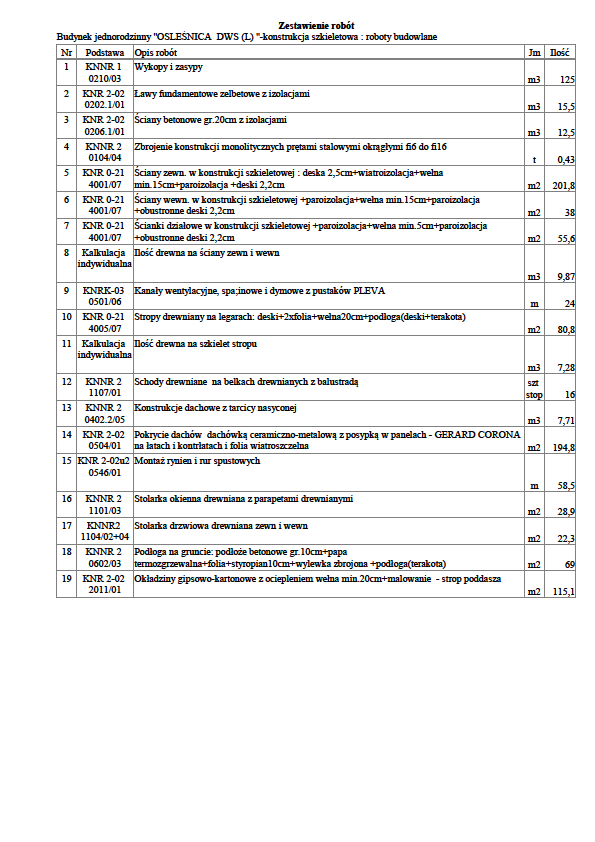 Zestawienie robót
Budynek jednorodzinny "OSLEŚNICA DWS (L) "-konstrukcja szkieletowa : roboty budowlane
Nr Podstawa Opis robót Jm Ilość
1 KNNR 1 Wykopy i zasypy
0210/03 m3 125
2 KNR 2-02 Ławy fundamentowe zelbetowe z izolacjami
0202.1/01 m3 15,5
3 KNR 2-02 Ściany betonowe gr.20cm z izolacjami
0206.1/01 m3 12,5
4 KNNR 2 Zbrojenie konstrukcji monolitycznych prętami stalowymi okrągłymi fi6 do fi16
0104/04 t 0,43
5 KNR 0-21 Ściany zewn. w konstrukcji szkieletowej : deska 2,5cm+wiatroizolacja+wełna
4001/07 min.15cm+paroizolacja +deski 2,2cm m2 201,8
6 KNR 0-21 Ściany wewn. w konstrukcji szkieletowej +paroizolacja+wełna min.15cm+paroizolacja
4001/07 +obustronne deski 2,2cm m2 38
7 KNR 0-21 Ścianki działowe w konstrukcji szkieletowej +paroizolacja+wełna min.5cm+paroizolacja
4001/07 +obustronne deski 2,2cm m2 55,6
8 Kalkulacja Ilość drewna na ściany zewn i wewn
indywidualna
m3 9,87
9 KNRK-03 Kanały wentylacyjne, spa;inowe i dymowe z pustaków PLEVA
0501/06 m 24
10 KNR 0-21 Stropy drewniany na legarach: deski+2xfolia+wełna20cm+podłoga(deski+terakota)
4005/07 m2 80,8
11 Kalkulacja Ilość drewna na szkielet stropu
indywidualna
m3 7,28
12 KNNR 2 Schody drewniane na belkach drewnianych z balustradą szt
1107/01 stop 16
13 KNNR 2 Konstrukcje dachowe z tarcicy nasyconej
0402.2/05 m3 7,71
14 KNR 2-02 Pokrycie dachów dachówką ceramiczno-metalową z posypką w panelach - GERARD CORONA
0504/01 na łatach i kontrłatach i folia wiatroszczelna m2 194,8
15 KNR 2-02u2 Montaż rynien i rur spustowych
0546/01
m 58,5
16 KNNR 2 Stolarka okienna drewniana z parapetami drewnianymi
1101/03 m2 28,9
17 KNNR2 Stolarka drzwiowa drewniana zewn i wewn
1104/02+04 m2 22,3
18 KNNR 2 Podłoga na gruncie: podłoże betonowe gr.10cm+papa
0602/03 termozgrzewalna+folia+styropian10cm+wylewka zbrojona +podłoga(terakota) m2 69
19 KNR 2-02 Okładziny gipsowo-kartonowe z ociepleniem wełna min.20cm+malowanie - strop poddasza
2011/01 m2 115,1